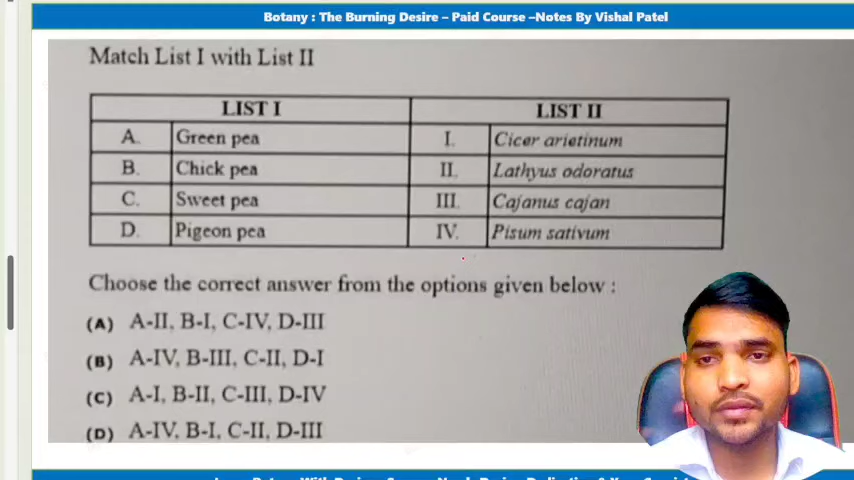 Botany : The Burning Desire – Paid Course –Notes By Vishal Patel
Match List I with List II
LIST I LIST II
A. Green pea I. Cicer arietinum
B. Chick pea II. Lathyus odoratus
C. Sweet pea III. Cajanus cajan
D. Pigeon pea IV. Pisum sativum
Choose the correct answer from the options given below :
(A) A-II, B-I, C-IV, D-III
(B) A-IV, B-III, C-II, D-I
(C) A-I, B-II, C-III, D-IV
(D) A-IV, B-I, C-II, D-III